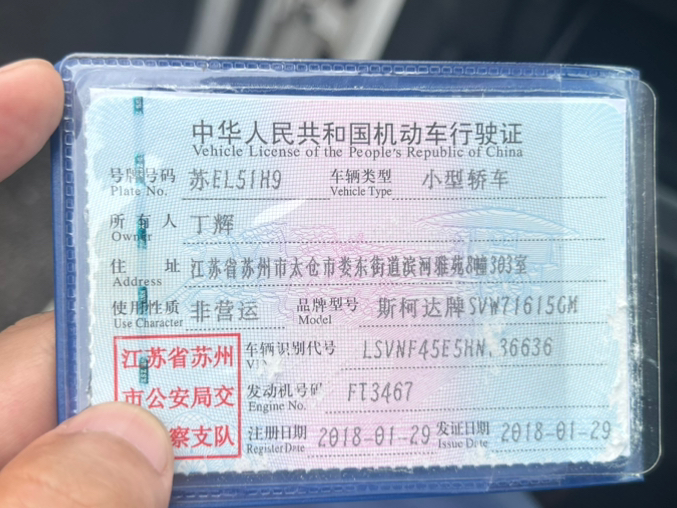 中华人民共和国机动车行驶证
Vehicle License of the People's Republic of China
号牌号码 苏EL51H9 车辆类型 小型轿车
Plate No. Vehicle Type
所有人 丁辉
Owner
住址 江苏省苏州市太仓市娄东街道滨河雅苑8幢303室
Address
使用性质 非营运 品牌型号 斯柯达牌SVW71615GM
Use Character Model
江苏省苏州 车辆识别代号
市公安局交 发动机号码 FT3467
Engine No.
察支队 注册日期 2018-01-29 发证日期 2018-01-29
Register Date Issue Date